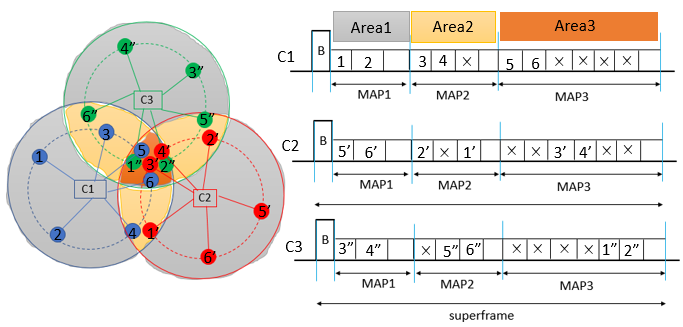 Area1 Area2 Area3
C1 B 1 2 3 4 × 5 6 × × × ×
MAP1 MAP2 MAP3
C2 B 5′ 6′ 2′ × 1′ × × 3′ 4′ × ×
MAP1 MAP2 MAP3
C3 B 3″ 4″ × 5″ 6″ × × × × 1″ 2″
MAP1 MAP2 MAP3
superframe
4″
3″
C3
6″ 5″
3 2′
5 4′
1 1″ 3′ 2″
C1 6 C2
5′
2 4 1′
6′